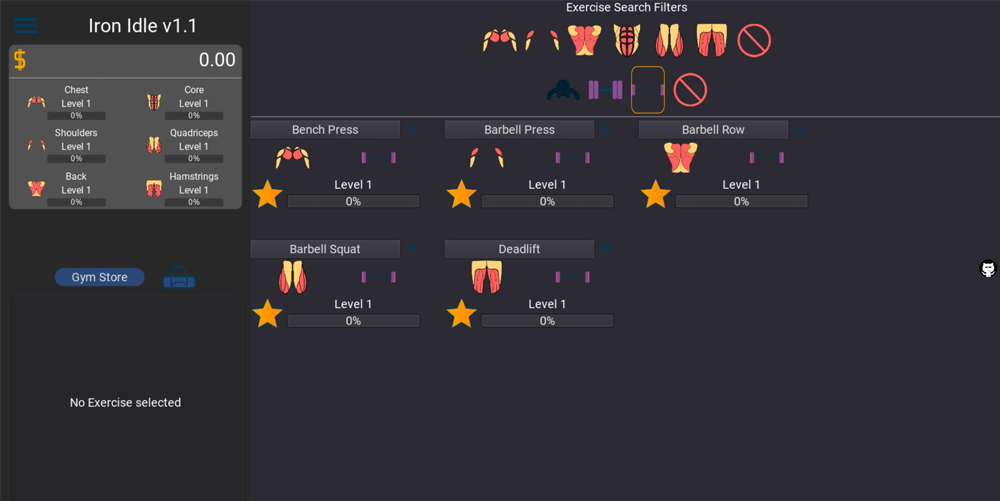 Iron Idle v1.1
$ 0.00
Chest
Level 1
0%
Core
Level 1
0%
Shoulders
Level 1
0%
Quadriceps
Level 1
0%
Back
Level 1
0%
Hamstrings
Level 1
0%
Gym Store
No Exercise selected
Exercise Search Filters
Bench Press
Level 1
0%
Barbell Press
Level 1
0%
Barbell Row
Level 1
0%
Barbell Squat
Level 1
0%
Deadlift
Level 1
0%